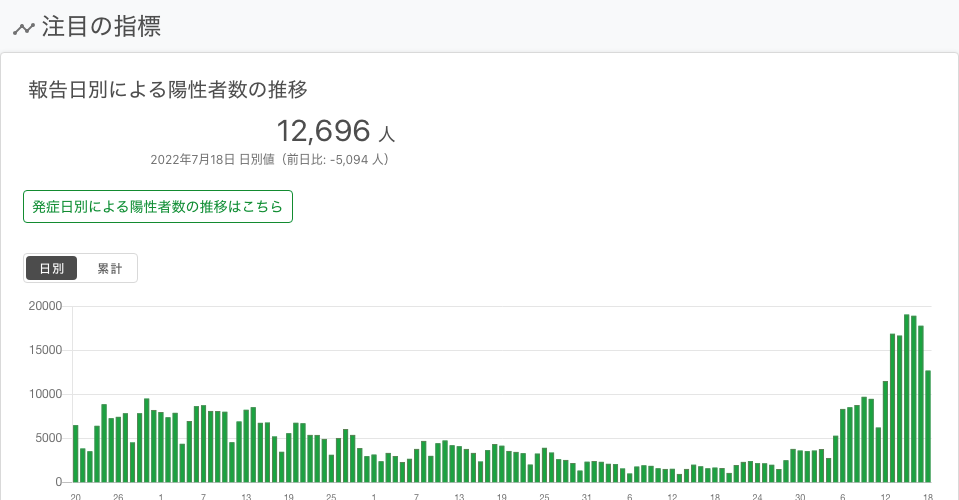 注目の指標
報告日別による陽性者数の推移
12,696 人
2022年7月18日 日別値（前日比: -5,094 人）
発症日別による陽性者数の推移はこちら
日別 累計
20000
15000
10000
5000
0
20 26 1 7 13 19 25 1 7 13 19 25 31 6 12 18 24 30 6 12 18